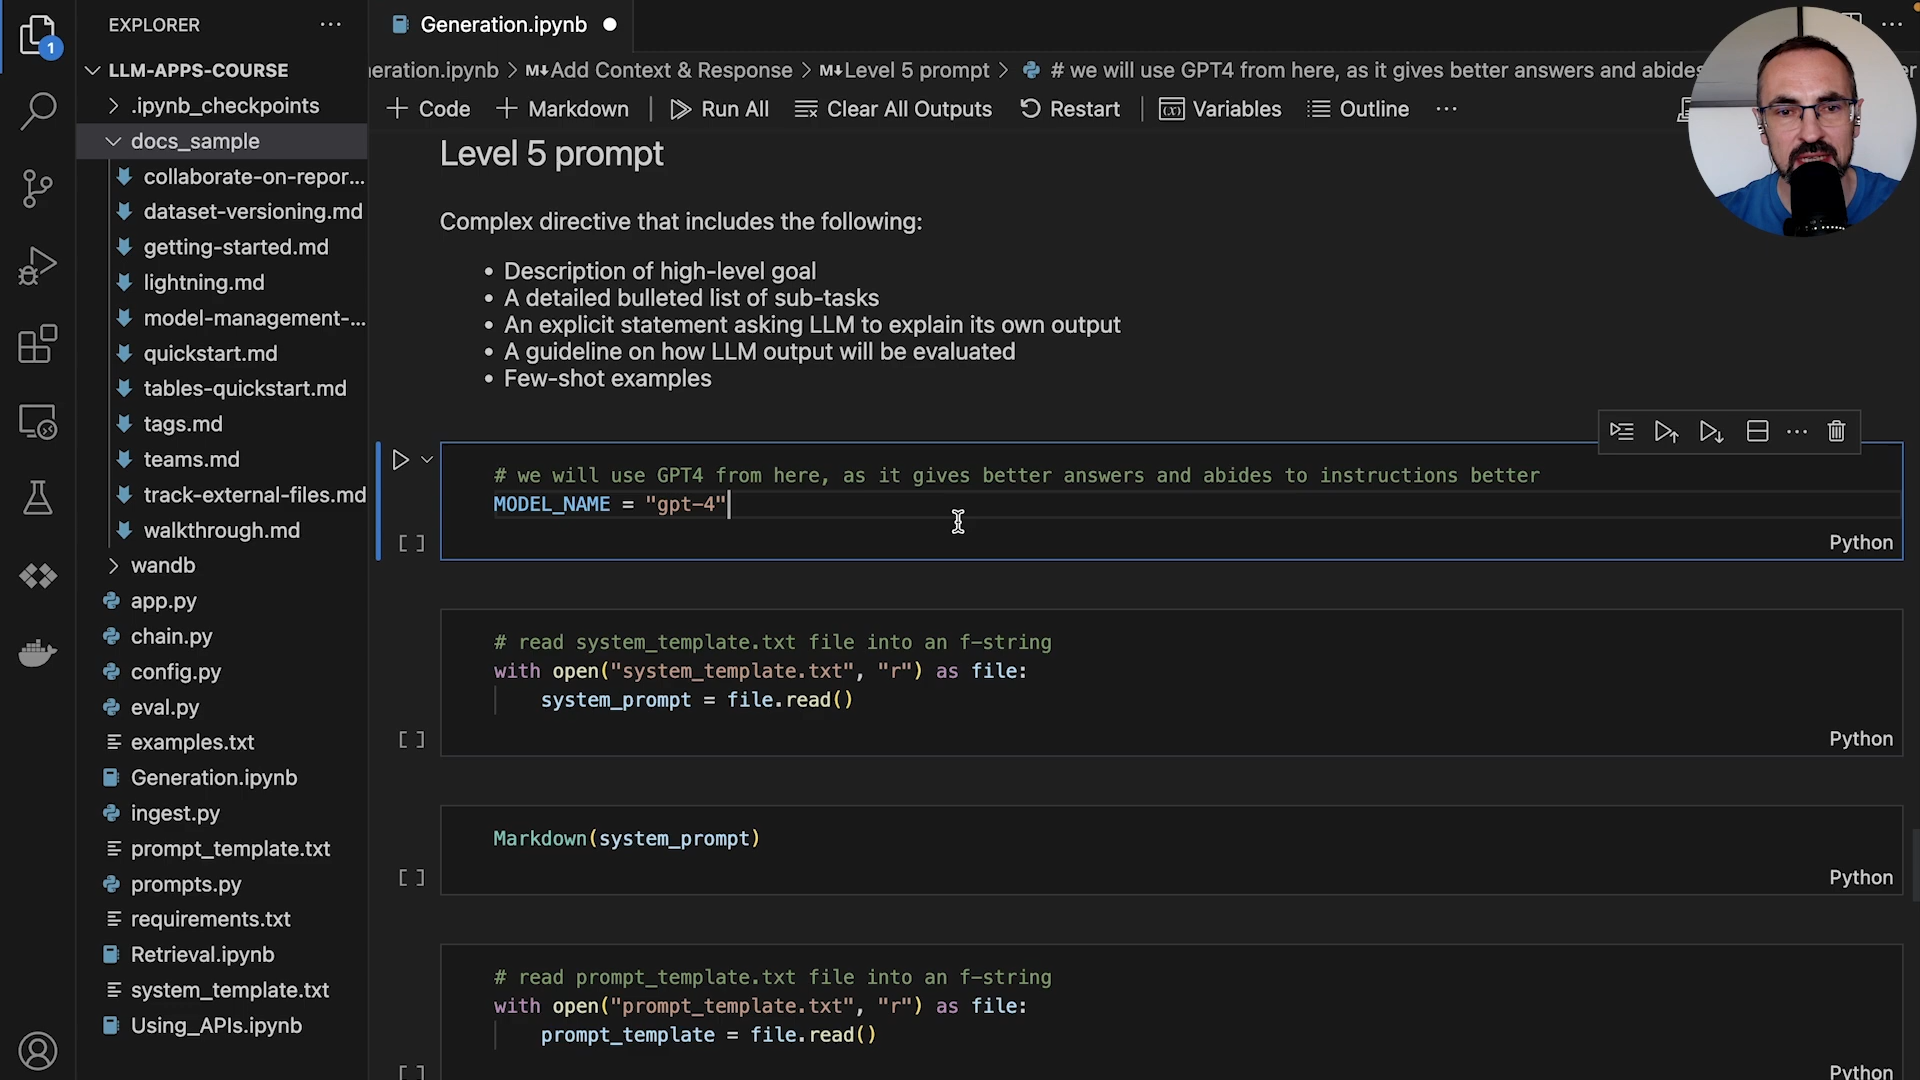 EXPLORER
LLM-APPS-COURSE
.ipynb_checkpoints
docs_sample
collaborate-on-repor...
dataset-versioning.md
getting-started.md
lightning.md
model-management-...
quickstart.md
tables-quickstart.md
tags.md
teams.md
track-external-files.md
walkthrough.md
wandb
app.py
chain.py
config.py
eval.py
examples.txt
Generation.ipynb
ingest.py
prompt_template.txt
prompts.py
requirements.txt
Retrieval.ipynb
system_template.txt
Using_APIs.ipynb
1
Generation.ipynb
eration.ipynb > M↓Add Context & Response > M↓Level 5 prompt > # we will use GPT4 from here, as it gives better answers and abides
+ Code + Markdown Run All Clear All Outputs Restart Variables Outline ...
Level 5 prompt
Complex directive that includes the following:
• Description of high-level goal
• A detailed bulleted list of sub-tasks
• An explicit statement asking LLM to explain its own output
• A guideline on how LLM output will be evaluated
• Few-shot examples
# we will use GPT4 from here, as it gives better answers and abides to instructions better
MODEL_NAME = "gpt-4"
[ ] Python
# read system_template.txt file into an f-string
with open("system_template.txt", "r") as file:
system_prompt = file.read()
[ ] Python
Markdown(system_prompt)
[ ] Python
# read prompt_template.txt file into an f-string
with open("prompt_template.txt", "r") as file:
prompt_template = file.read()
[ ] Python